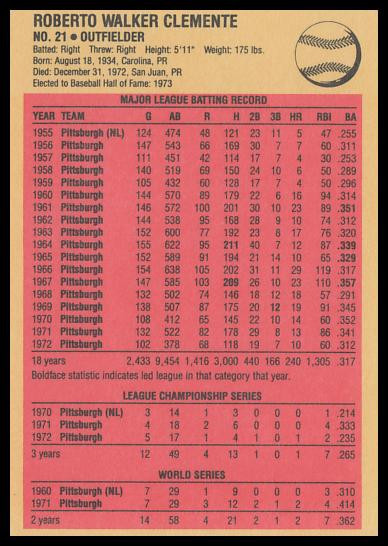 ROBERTO WALKER CLEMENTE
NO. 21 ● OUTFIELDER
Batted: Right Threw: Right Height: 5'11" Weight: 175 lbs.
Born: August 18, 1934, Carolina, PR
Died: December 31, 1972, San Juan, PR
Elected to Baseball Hall of Fame: 1973
MAJOR LEAGUE BATTING RECORD
YEAR TEAM G AB R H 2B 3B HR RBI BA
1955 Pittsburgh (NL) 124 474 48 121 23 11 5 47 .255
1956 Pittsburgh 147 543 66 169 30 7 7 60 .311
1957 Pittsburgh 111 451 42 114 17 7 4 30 .253
1958 Pittsburgh 140 519 69 150 24 10 6 50 .289
1959 Pittsburgh 105 432 60 128 17 7 4 50 .296
1960 Pittsburgh 144 570 89 179 22 6 16 94 .314
1961 Pittsburgh 146 572 100 201 30 10 23 89 .351
1962 Pittsburgh 144 538 95 168 28 9 10 74 .312
1963 Pittsburgh 152 600 77 192 23 8 17 76 .320
1964 Pittsburgh 155 622 95 211 40 7 12 87 .339
1965 Pittsburgh 152 589 91 194 21 14 10 65 .329
1966 Pittsburgh 154 638 105 202 31 11 29 119 .317
1967 Pittsburgh 147 585 103 209 26 10 23 110 .357
1968 Pittsburgh 132 502 74 146 18 12 18 57 .291
1969 Pittsburgh 138 507 87 175 20 12 19 91 .345
1970 Pittsburgh 108 412 65 145 22 10 14 60 .352
1971 Pittsburgh 132 522 82 178 29 8 13 86 .341
1972 Pittsburgh 102 378 68 118 19 7 10 60 .312
18 years 2,433 9,454 1,416 3,000 440 166 240 1,305 .317
Boldface statistic indicates led league in that category that year.
LEAGUE CHAMPIONSHIP SERIES
1970 Pittsburgh (NL) 3 14 1 3 0 0 0 1 .214
1971 Pittsburgh 4 18 2 6 0 0 0 4 .333
1972 Pittsburgh 5 17 1 4 1 0 1 2 .235
3 years 12 49 4 13 1 0 1 7 .265
WORLD SERIES
1960 Pittsburgh (NL) 7 29 1 9 0 0 0 3 .310
1971 Pittsburgh 7 29 3 12 2 1 2 4 .414
2 years 14 58 4 21 2 1 2 7 .362